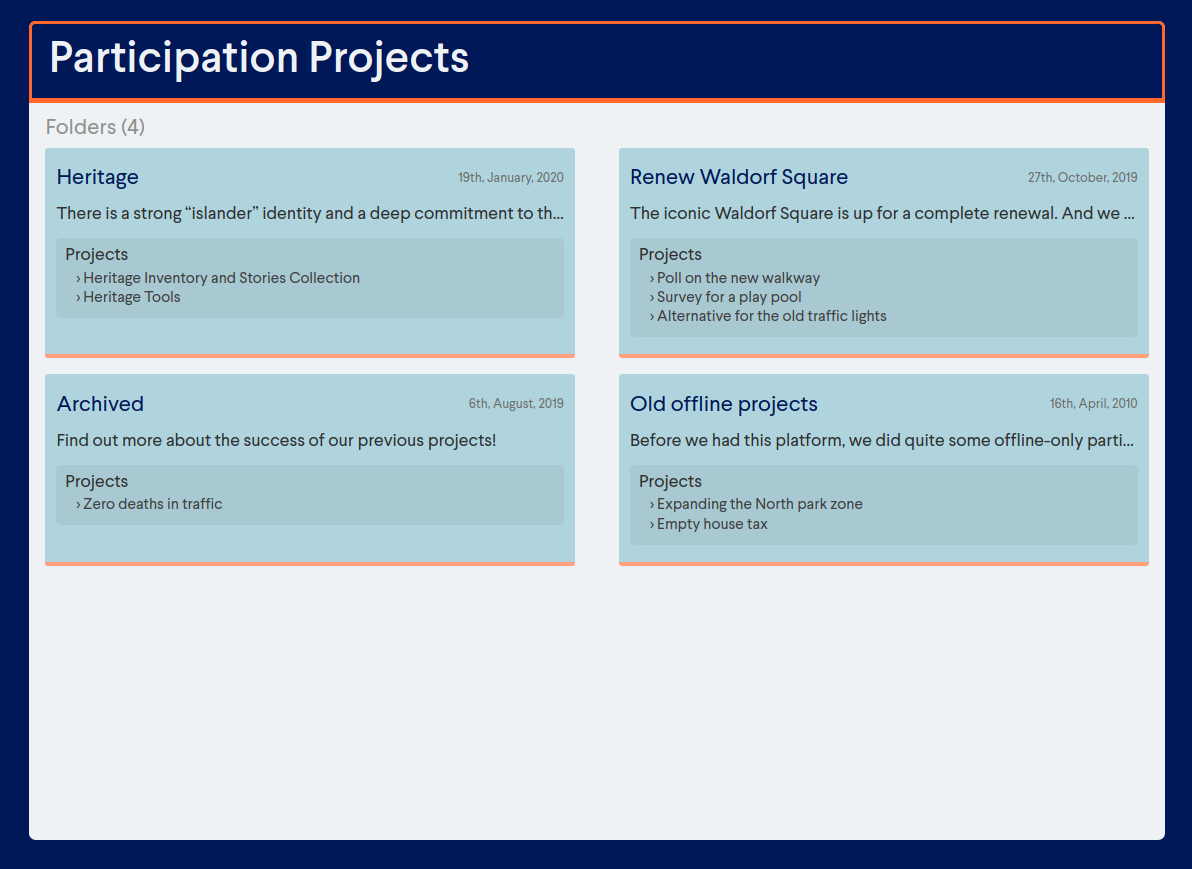 Participation Projects
Folders (4)
Heritage
19th, January, 2020
There is a strong “islander” identity and a deep commitment to th...
Projects
› Heritage Inventory and Stories Collection
› Heritage Tools
Renew Waldorf Square
27th, October, 2019
The iconic Waldorf Square is up for a complete renewal. And we ...
Projects
› Poll on the new walkway
› Survey for a play pool
› Alternative for the old traffic lights
Archived
6th, August, 2019
Find out more about the success of our previous projects!
Projects
› Zero deaths in traffic
Old offline projects
16th, April, 2010
Before we had this platform, we did quite some offline-only parti...
Projects
› Expanding the North park zone
› Empty house tax